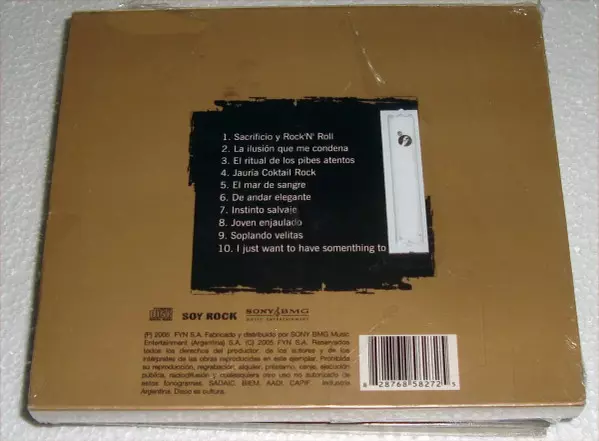 1. Sacrificio y Rock'N' Roll
2. La ilusión que me condena
3. El ritual de los pibes atentos
4. Jauría Coktail Rock
5. El mar de sangre
6. De andar elegante
7. Instinto salvaje
8. Joven enjaulado
9. Soplando velitas
10. I just want to have somenthing to
SOY ROCK
SONY BMG
MUSIC ENTERTAINMENT
(P) 2005 FYN S.A. Fabricado y distribuido por SONY BMG Music
Entertainment (Argentina) S.A. (C) 2005 FYN S.A. Reservados
todos los derechos del productor, de los autores y de los
intérpretes de las obras reproducidas en este ejemplar. Prohibida
su reproducción, regrabación, alquiler, préstamo, canje, ejecución
pública, radiodifusión y cualesquiera otro uso no autorizado de
estos fonogramas. SADAIC, BIEM, AADI, CAPIF. Industria
Argentina. Disco es cultura.
8 28768 58272 5